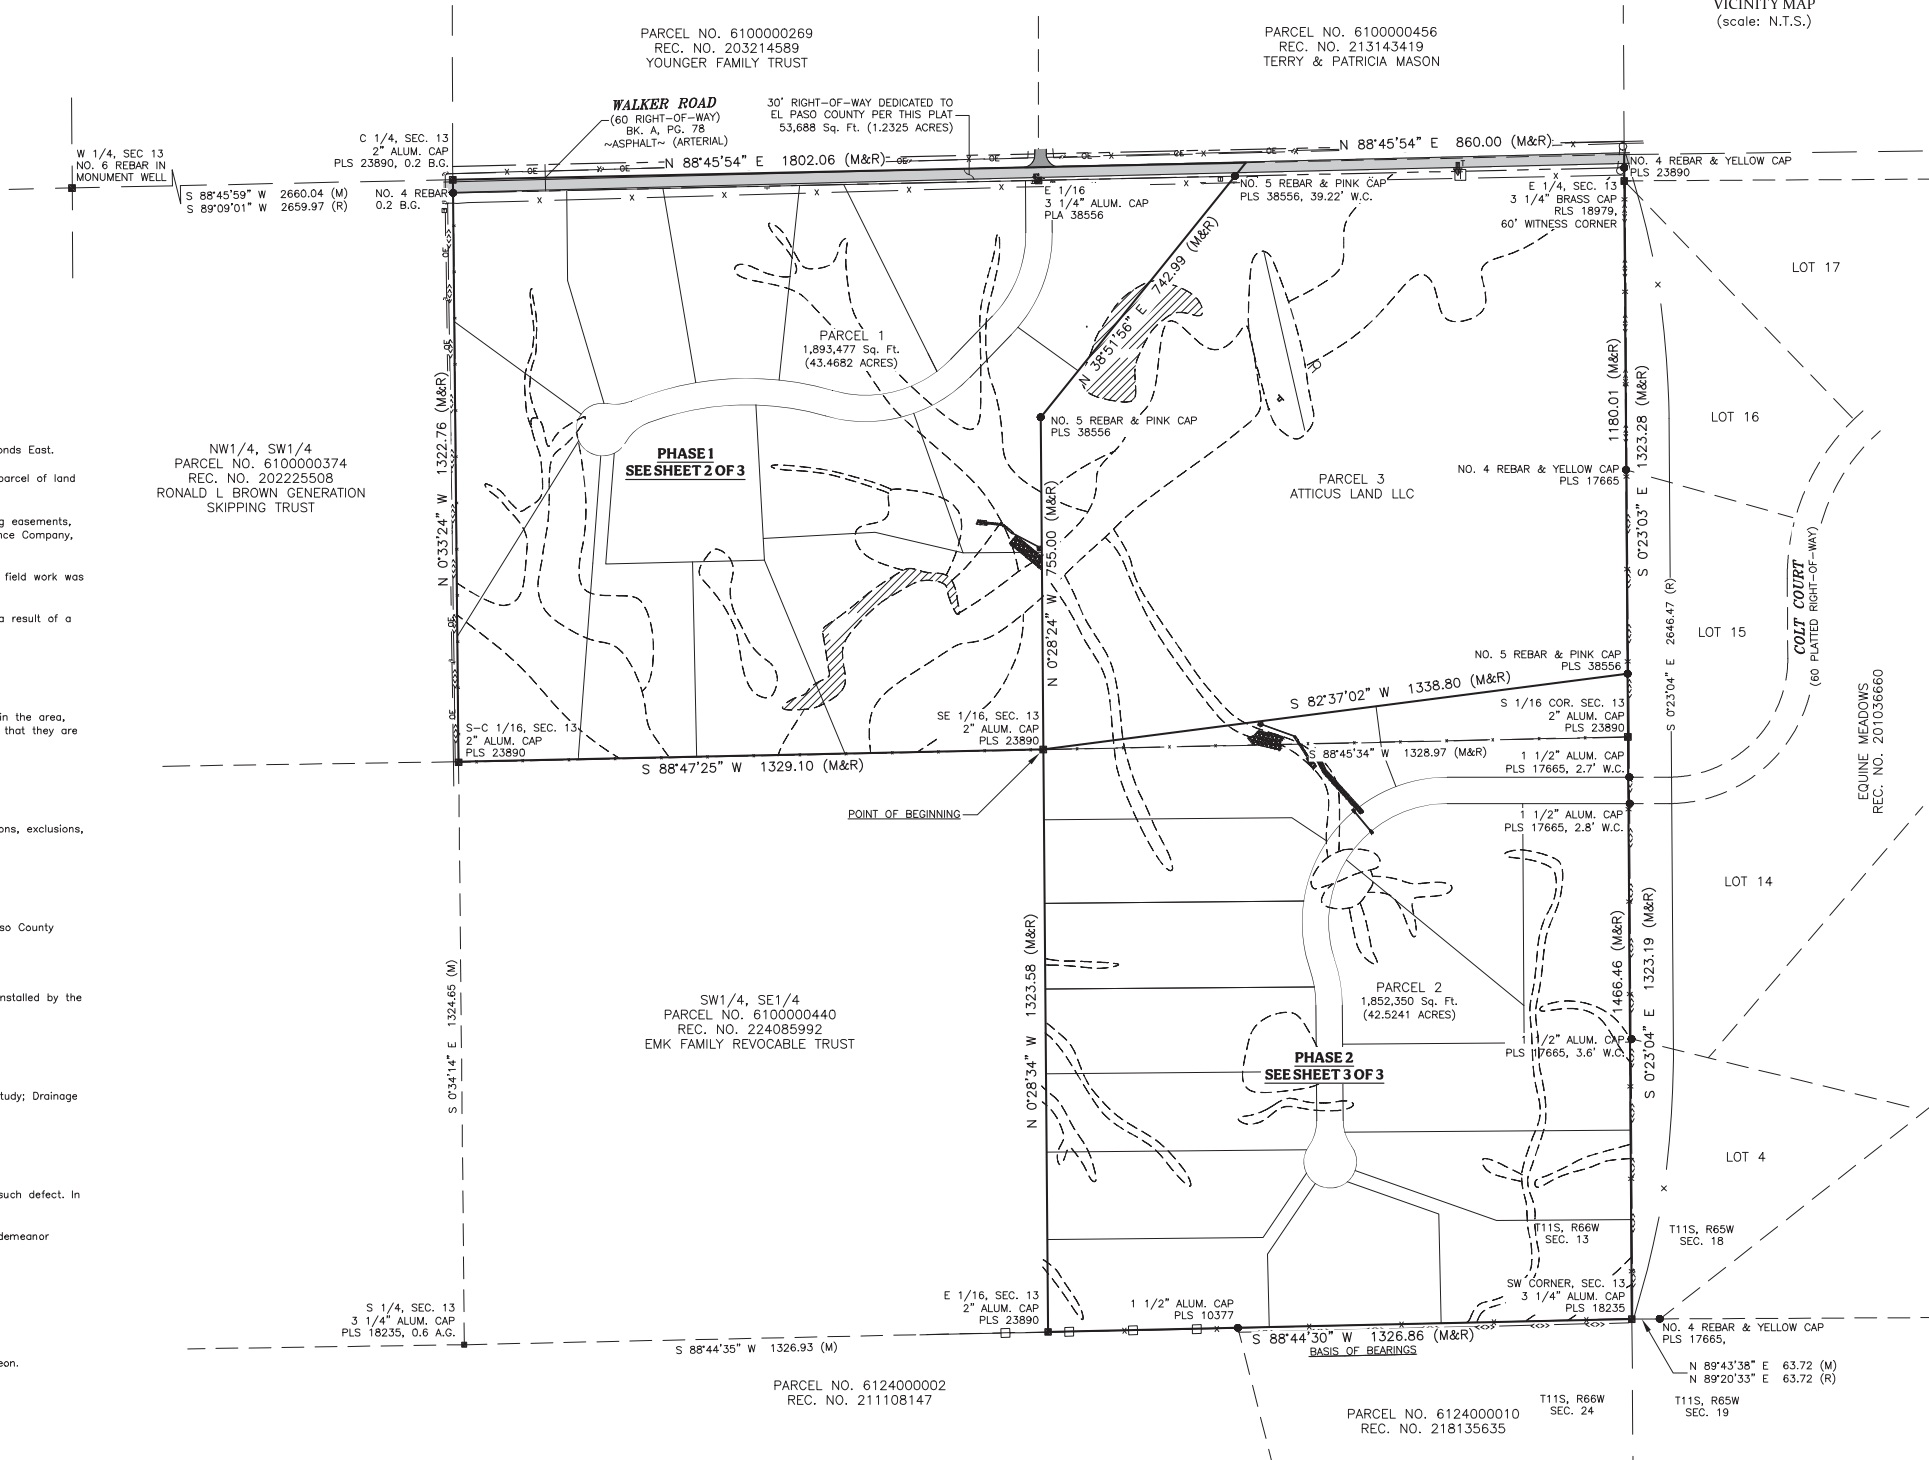 VICINITY MAP
(scale: N.T.S.)
PARCEL NO. 6100000269
REC. NO. 203214589
YOUNGER FAMILY TRUST
PARCEL NO. 6100000456
REC. NO. 213143419
TERRY & PATRICIA MASON
WALKER ROAD
(60 RIGHT-OF-WAY)
BK. A, PG. 78
~ASPHALT~ (ARTERIAL)
30' RIGHT-OF-WAY DEDICATED TO
EL PASO COUNTY PER THIS PLAT
53,688 Sq. Ft. (1.2325 ACRES)
C 1/4, SEC. 13
2" ALUM. CAP
PLS 23890, 0.2 B.G.
W 1/4, SEC 13
NO. 6 REBAR IN
MONUMENT WELL
S 88°45'59" W 2660.04 (M)
S 89°09'01" W 2659.97 (R)
NO. 4 REBAR
0.2 B.G.
N 88°45'54" E 1802.06 (M&R)
N 88°45'54" E 860.00 (M&R)
NO. 4 REBAR & YELLOW CAP
PLS 23890
E 1/16
3 1/4" ALUM. CAP
PLA 38556
NO. 5 REBAR & PINK CAP
PLS 38556, 39.22' W.C.
E 1/4, SEC. 13
3 1/4" BRASS CAP
RLS 18979,
60' WITNESS CORNER
LOT 17
N 38°51'56" E 742.99 (M&R)
PARCEL 1
1,893,477 Sq. Ft.
(43.4682 ACRES)
N 0°33'24" W 1322.76 (M&R)
1180.01 (M&R)
S 0°23'03" E 1323.28 (M&R)
NO. 5 REBAR & PINK CAP
PLS 38556
LOT 16
onds East.
parcel of land
g easements,
nce Company,
field work was
a result of a
in the area,
that they are
ons, exclusions,
so County
nstalled by the
tudy; Drainage
such defect. In
demeanor
eon.
NW1/4, SW1/4
PARCEL NO. 6100000374
REC. NO. 202225508
RONALD L BROWN GENERATION
SKIPPING TRUST
PHASE 1
SEE SHEET 2 OF 3
PARCEL 3
ATTICUS LAND LLC
NO. 4 REBAR & YELLOW CAP
PLS 17665
N 0°28'24" W 755.00 (M&R)
S 0°23'04" E 2646.47 (R)
COLT COURT
(60 PLATTED RIGHT-OF-WAY)
LOT 15
NO. 5 REBAR & PINK CAP
PLS 38556
EQUINE MEADOWS
REC. NO. 201036660
S 82°37'02" W 1338.80 (M&R)
S-C 1/16, SEC. 13
2" ALUM. CAP
PLS 23890
SE 1/16, SEC. 13
2" ALUM. CAP
PLS 23890
S 1/16 COR. SEC. 13
2" ALUM. CAP
PLS 23890
S 88°45'34" W 1328.97 (M&R)
S 88°47'25" W 1329.10 (M&R)
1 1/2" ALUM. CAP
PLS 17665, 2.7' W.C.
POINT OF BEGINNING
1 1/2" ALUM. CAP
PLS 17665, 2.8' W.C.
LOT 14
S 0°34'14" E 1324.65 (M)
SW1/4, SE1/4
PARCEL NO. 6100000440
REC. NO. 224085992
EMK FAMILY REVOCABLE TRUST
N 0°28'34" W 1323.58 (M&R)
PARCEL 2
1,852,350 Sq. Ft.
(42.5241 ACRES)
1466.46 (M&R)
S 0°23'04" E 1323.19 (M&R)
1 1/2" ALUM. CAP
PLS 17665, 3.6' W.C.
PHASE 2
SEE SHEET 3 OF 3
LOT 4
T11S, R66W
SEC. 13
T11S, R65W
SEC. 18
S 1/4, SEC. 13
3 1/4" ALUM. CAP
PLS 18235, 0.6 A.G.
E 1/16, SEC. 13
2" ALUM. CAP
PLS 23890
1 1/2" ALUM. CAP
PLS 10377
SW CORNER, SEC. 13
3 1/4" ALUM. CAP
PLS 18235
S 88°44'35" W 1326.93 (M)
S 88°44'30" W 1326.86 (M&R)
BASIS OF BEARINGS
NO. 4 REBAR & YELLOW CAP
PLS 17665,
N 89°43'38" E 63.72 (M)
N 89°20'33" E 63.72 (R)
PARCEL NO. 6124000002
REC. NO. 211108147
PARCEL NO. 6124000010
REC. NO. 218135635
T11S, R66W
SEC. 24
T11S, R65W
SEC. 19